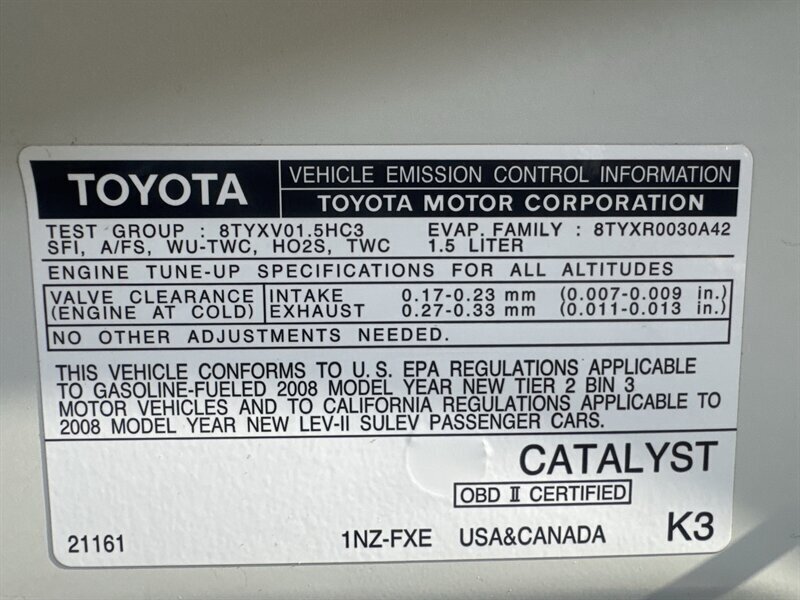 TOYOTA
VEHICLE EMISSION CONTROL INFORMATION
TOYOTA MOTOR CORPORATION
TEST GROUP : 8TYXV01.5HC3 EVAP. FAMILY : 8TYXR0030A42
SFI, A/FS, WU-TWC, HO2S, TWC 1.5 LITER
ENGINE TUNE-UP SPECIFICATIONS FOR ALL ALTITUDES
VALVE CLEARANCE INTAKE 0.17-0.23 mm (0.007-0.009 in.)
(ENGINE AT COLD) EXHAUST 0.27-0.33 mm (0.011-0.013 in.)
NO OTHER ADJUSTMENTS NEEDED.
THIS VEHICLE CONFORMS TO U.S. EPA REGULATIONS APPLICABLE
TO GASOLINE-FUELED 2008 MODEL YEAR NEW TIER 2 BIN 3
MOTOR VEHICLES AND TO CALIFORNIA REGULATIONS APPLICABLE TO
2008 MODEL YEAR NEW LEV-II SULEV PASSENGER CARS.
CATALYST
OBD II CERTIFIED
21161 1NZ-FXE USA&CANADA K3